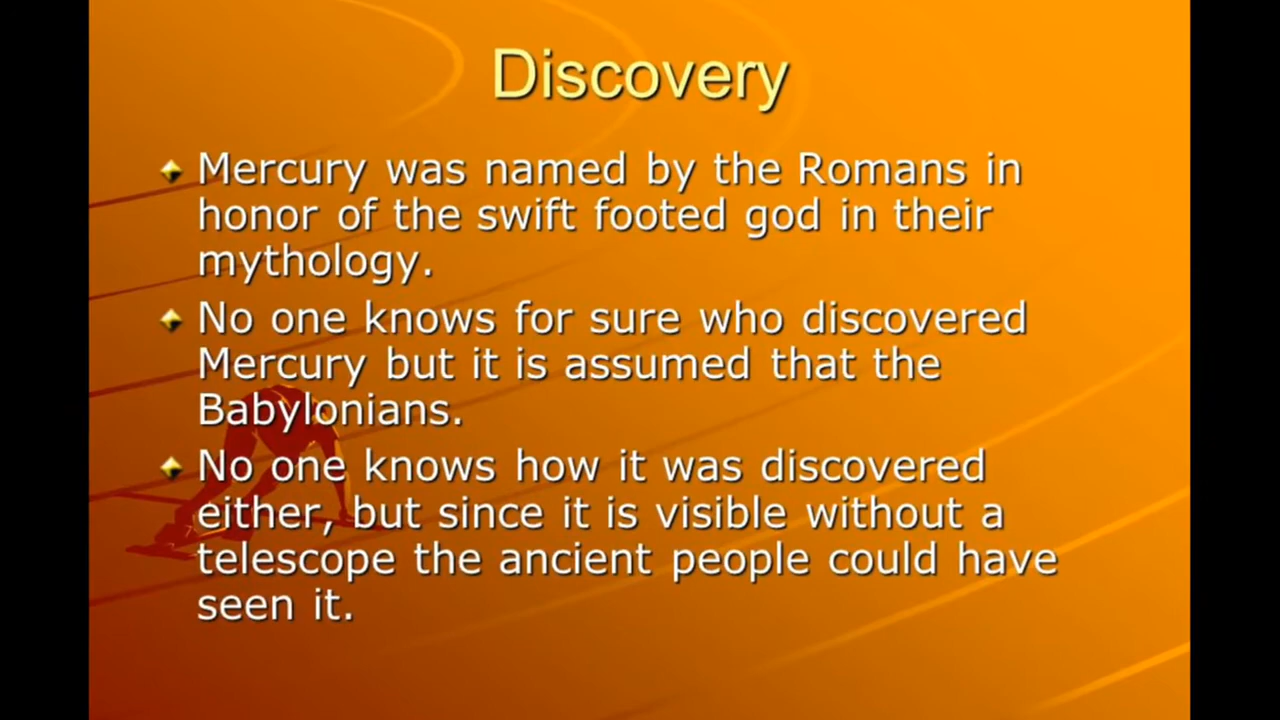 Discovery
Mercury was named by the Romans in
honor of the swift footed god in their
mythology.
No one knows for sure who discovered
Mercury but it is assumed that the
Babylonians.
No one knows how it was discovered
either, but since it is visible without a
telescope the ancient people could have
seen it.